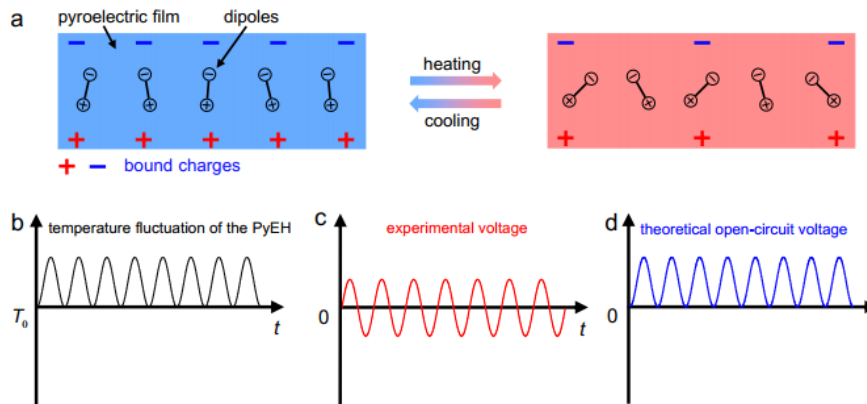 a
pyroelectric film
dipoles
heating
cooling
+ − bound charges
b
temperature fluctuation of the PyEH
T₀
t
c
experimental voltage
0
t
d
theoretical open-circuit voltage
0